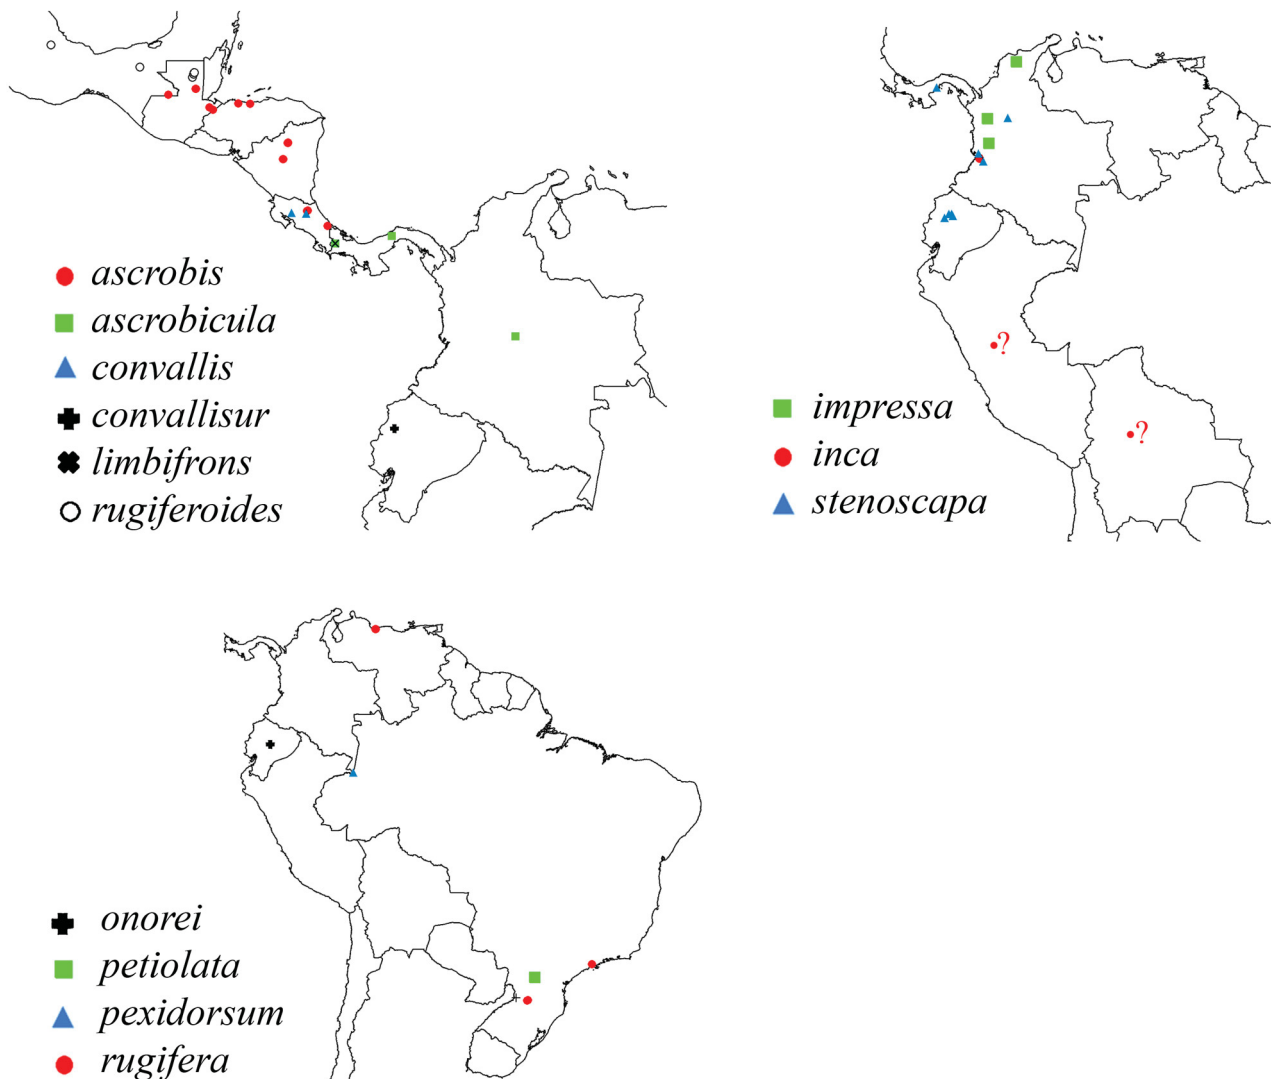 ascrobis
ascrobicula
convallis
convallisur
limbifrons
rugiferoides
?
?
impressa
inca
stenoscapa
onorei
petiolata
pexidorsum
rugifera